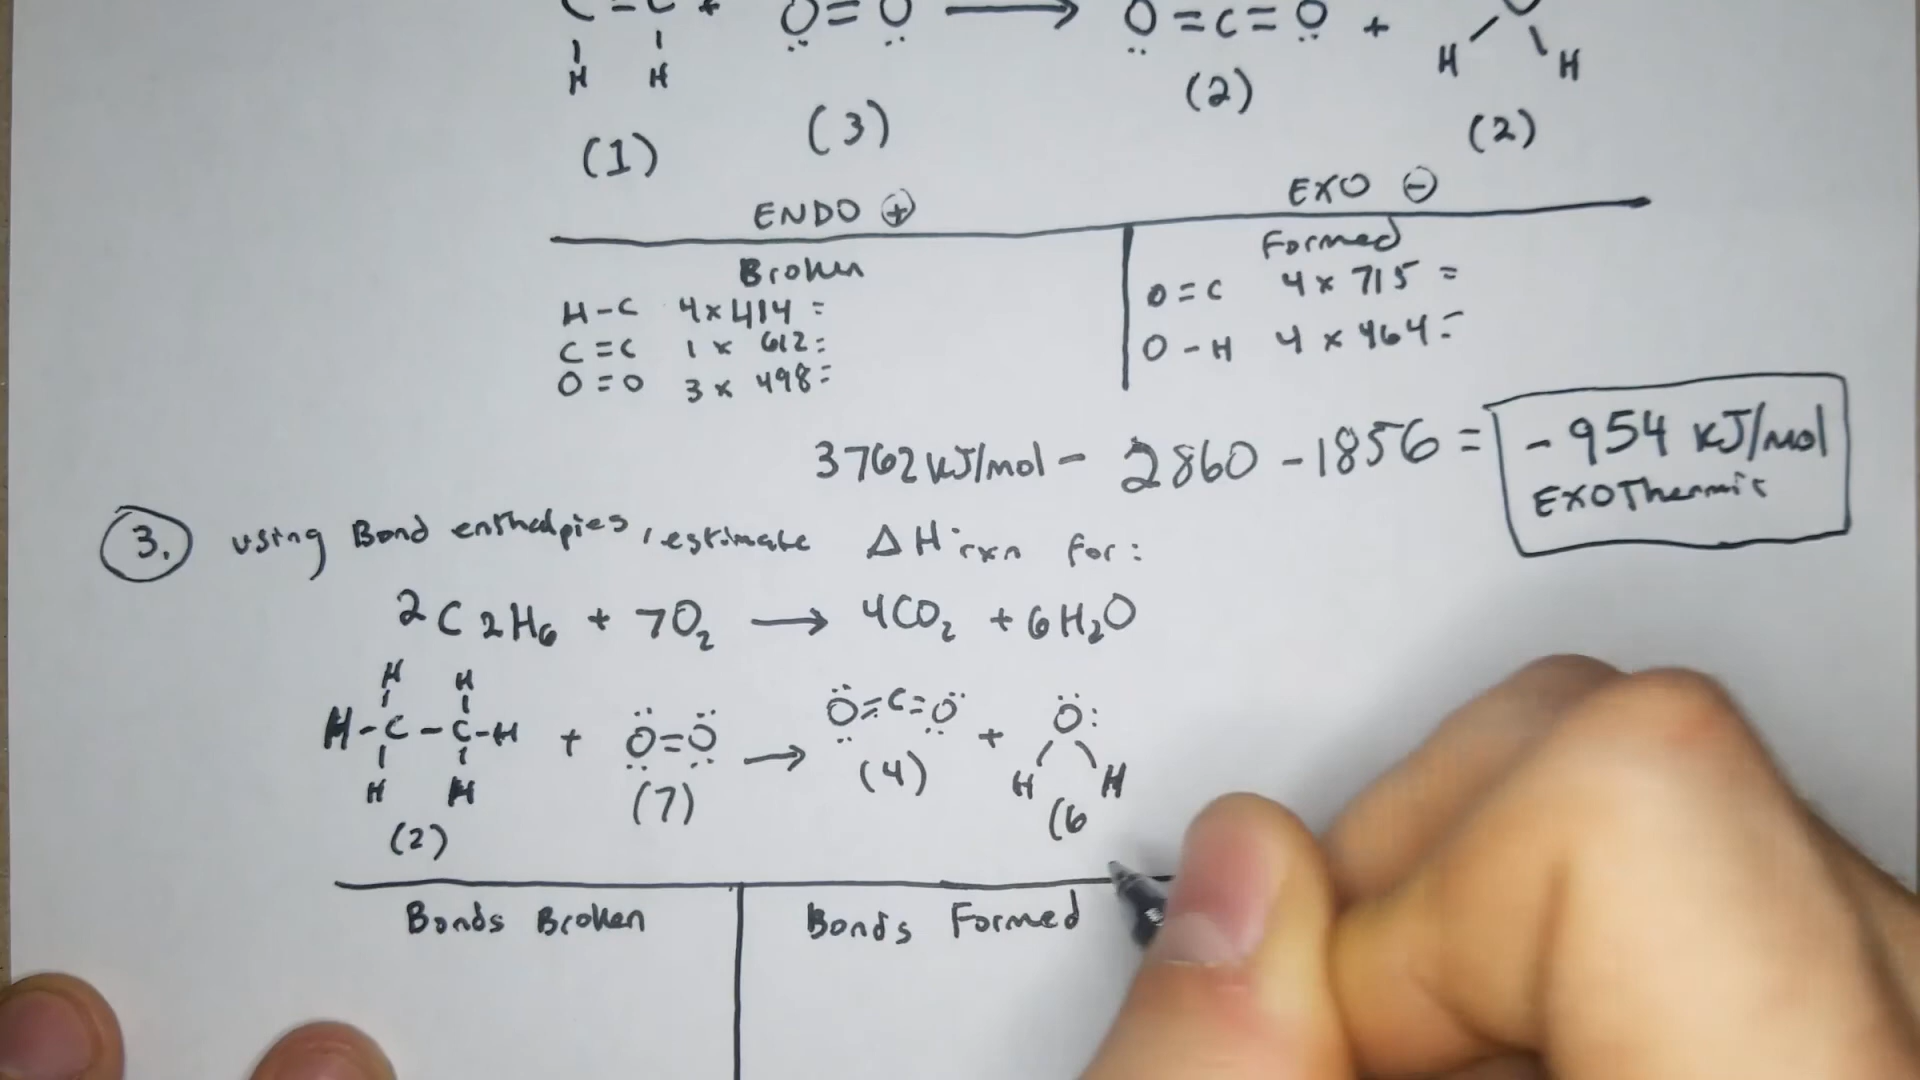 C = C + O = O → O = C = O + O
H H H H
(1) (3) (2) (2)
ENDO ⊕ EXO ⊖
Broken Formed
H-C 4x414 = O=C 4x715 =
C=C 1x 612= O-H 4 x 464=
O=O 3x 498=
3762 kJ/mol - 2860 - 1856 = -954 kJ/mol
EXOThermic
3. using Bond enthalpies, estimate ΔH°rxn for:
2C2H6 + 7O2 → 4CO2 + 6H2O
H H
H-C-C-H + O=O → O=C=O + O:
H H H H
(2) (7) (4) (6
Bonds Broken Bonds Formed